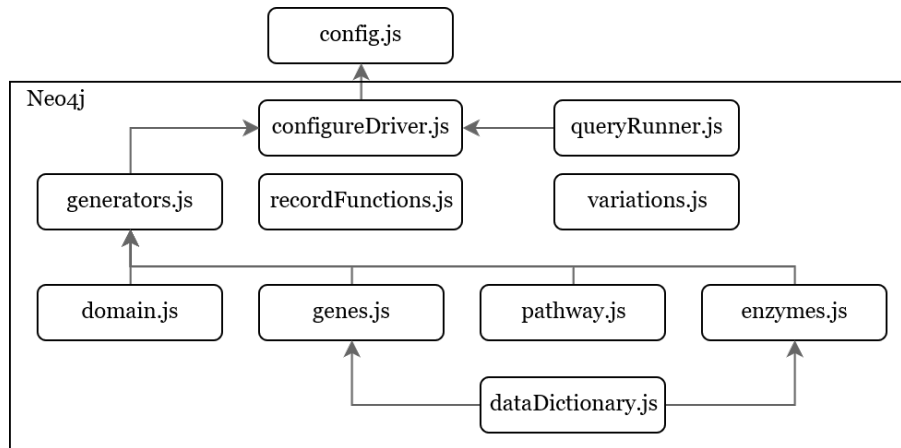 config.js
Neo4j
configureDriver.js
queryRunner.js
generators.js
recordFunctions.js
variations.js
domain.js
genes.js
pathway.js
enzymes.js
dataDictionary.js